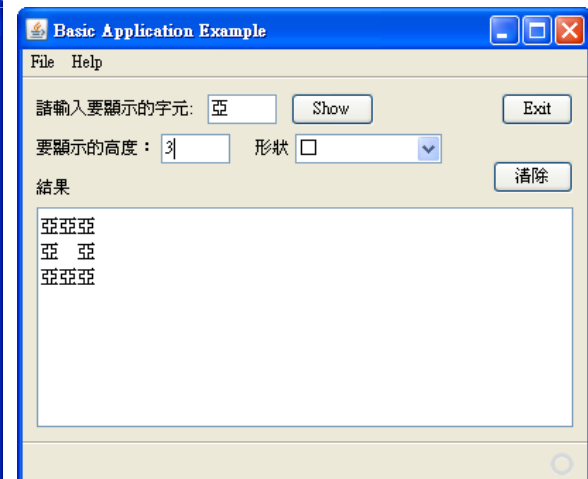 Basic Application Example
File Help
請輸入要顯示的字元: 亞 Show Exit
要顯示的高度： 3 形狀 口
清除
結果
亞亞亞
亞 亞
亞亞亞